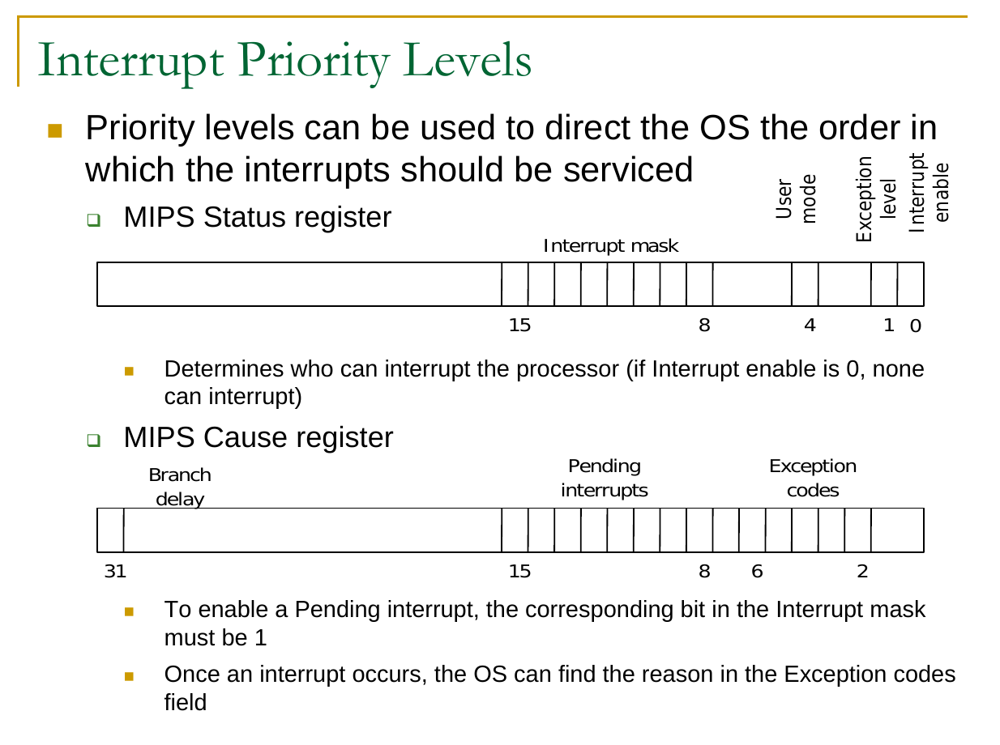 Interrupt Priority Levels
Priority levels can be used to direct the OS the order in
which the interrupts should be serviced
MIPS Status register
User
mode
Exception
level
Interrupt
enable
Interrupt mask
15 8 4 1 0
Determines who can interrupt the processor (if Interrupt enable is 0, none
can interrupt)
MIPS Cause register
Branch
delay
Pending
interrupts
Exception
codes
31 15 8 6 2
To enable a Pending interrupt, the corresponding bit in the Interrupt mask
must be 1
Once an interrupt occurs, the OS can find the reason in the Exception codes
field